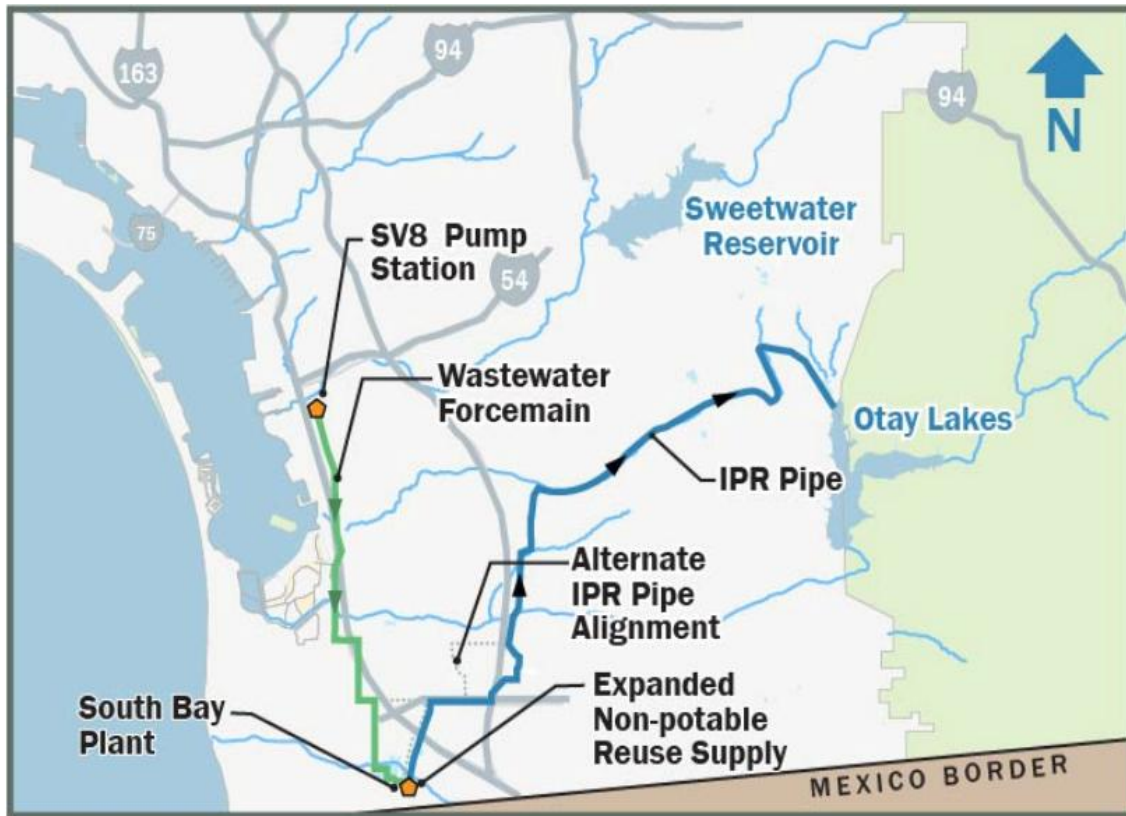 163
94
94
N
75
Sweetwater
Reservoir
SV8 Pump
Station
54
Wastewater
Forcemain
Otay Lakes
IPR Pipe
Alternate
IPR Pipe
Alignment
South Bay
Plant
Expanded
Non-potable
Reuse Supply
MEXICO BORDER